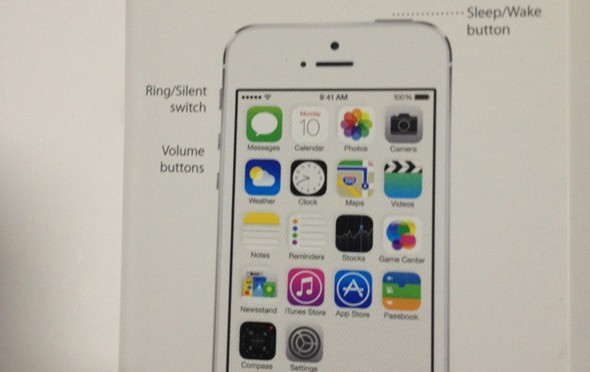 Sleep/Wake
button
Ring/Silent
switch
Volume
buttons
9:41 AM 100%
Monday
10
Messages Calendar Photos Camera
Weather Clock Maps Videos
Notes Reminders Stocks Game Center
Newsstand iTunes Store App Store Passbook
Compass Settings